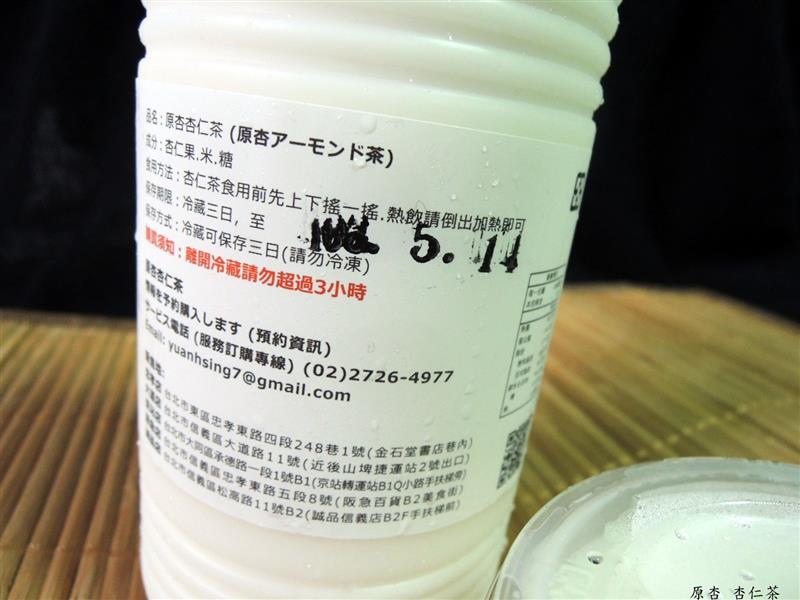 品名：原杏杏仁茶 (原杏アーモンド茶)
成分：杏仁果.米.糖
食用方法：杏仁茶食用前先上下搖一搖.熱飲請倒出加熱即可
保存期限：冷藏三日，至 5. 14
保存方式：冷藏可保存三日(請勿冷凍)
購買須知：離開冷藏請勿超過3小時
原杏杏仁茶
情報を予約購入します (預約資訊)
サービス電話 (服務訂購專線) (02)2726-4977
Email: yuanhsing7@gmail.com
台北市東區忠孝東路四段248巷1號(金石堂書店巷內)
台北市信義區大道路11號(近後山埤捷運站2號出口)
台北市大同區承德路一段1號B1(京站轉運站B1Q小路手扶梯旁)
台北市信義區忠孝東路五段8號(阪急百貨B2美食街)
台北市信義區松高路11號B2(誠品信義店B2F手扶梯前)
原杏 杏仁茶